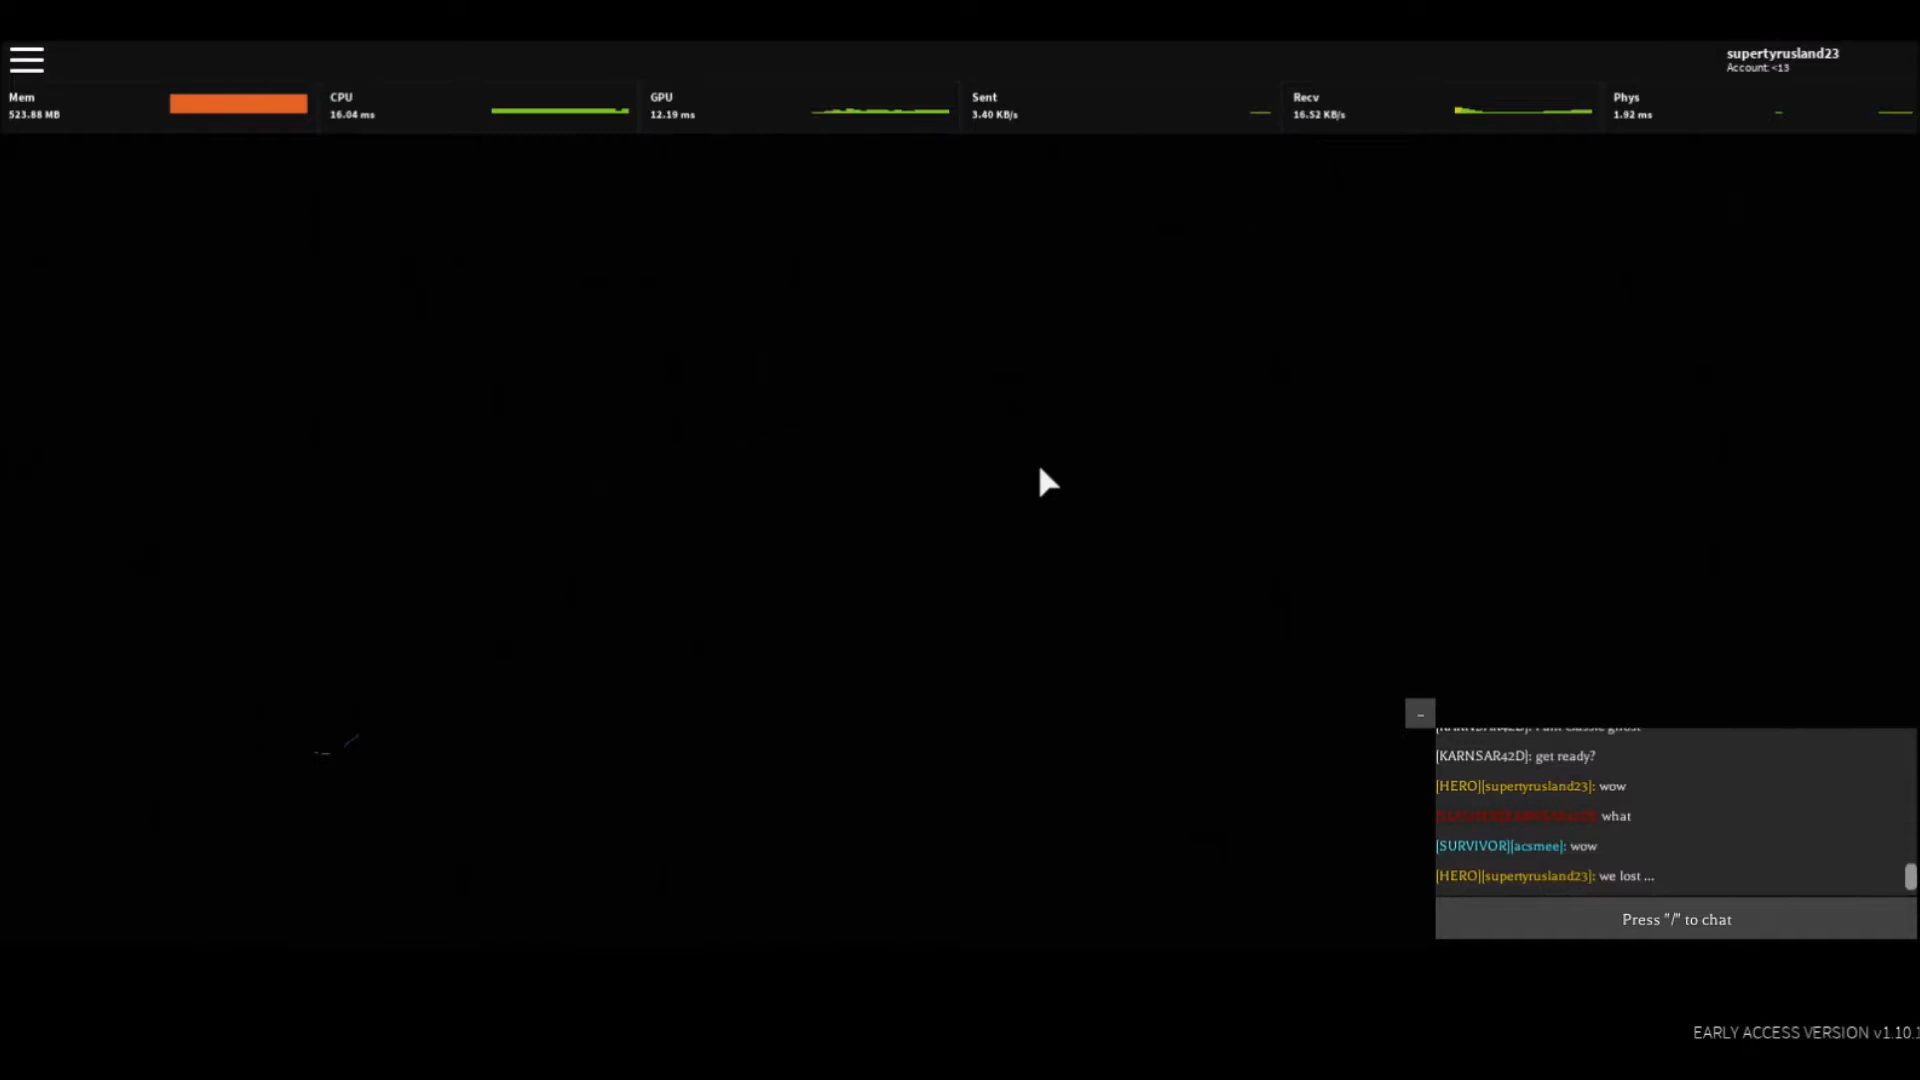 supertyrusland23
Account: <13
Mem
523.88 MB
CPU
16.04 ms
GPU
12.19 ms
Sent
3.40 KB/s
Recv
16.52 KB/s
Phys
1.92 ms
-
[KARNSAR42D]: get ready?
[HERO][supertyrusland23]: wow
what
[SURVIVOR][acsmee]: wow
[HERO][supertyrusland23]: we lost ...
Press "/" to chat
EARLY ACCESS VERSION v1.10.1